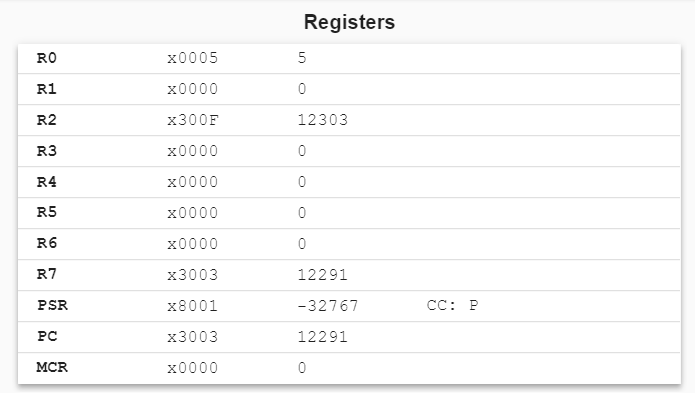 Registers
R0 x0005 5
R1 x0000 0
R2 x300F 12303
R3 x0000 0
R4 x0000 0
R5 x0000 0
R6 x0000 0
R7 x3003 12291
PSR x8001 -32767 CC: P
PC x3003 12291
MCR x0000 0